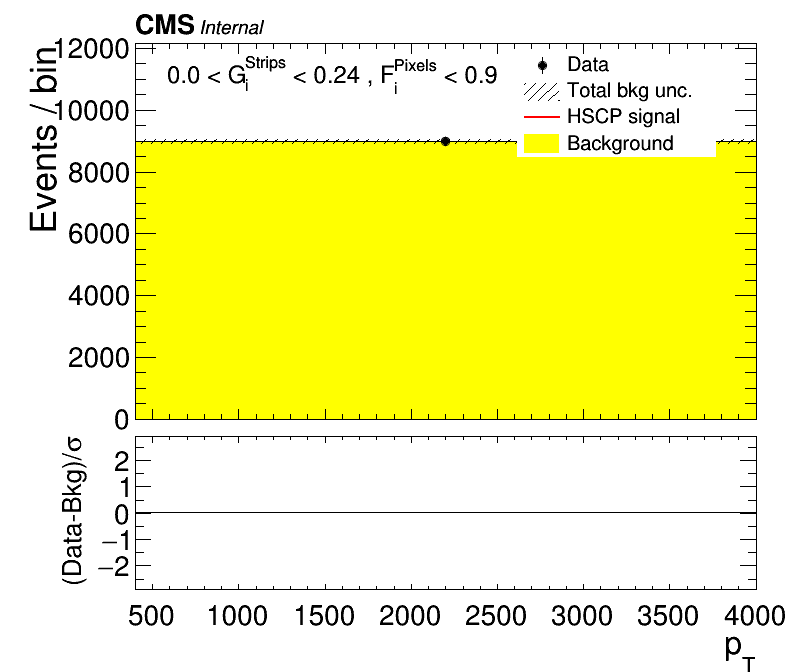 CMS Internal
0.0 < G_i^Strips < 0.24 , F_i^Pixels < 0.9
Data
Total bkg unc.
HSCP signal
Background
Events / bin
12000
10000
8000
6000
4000
2000
0
(Data-Bkg)/σ
2
1
0
−1
−2
500 1000 1500 2000 2500 3000 3500 4000
p_T